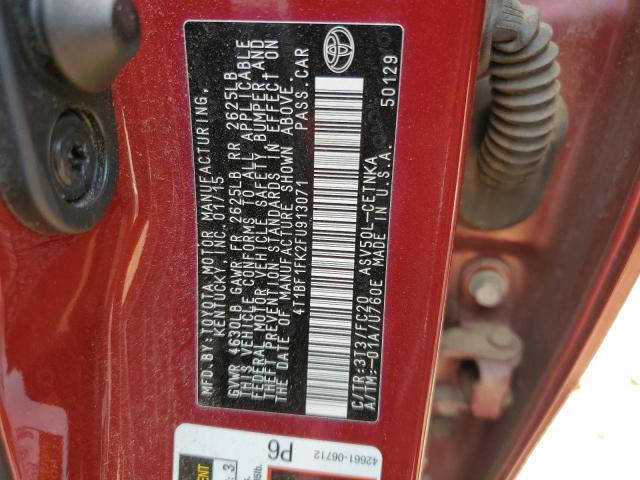 MFD.BY:TOYOTA MOTOR MANUFACTURING,
KENTUCKY, INC. 01/15
GVWR 4630LB GAWR FR 2625LB RR 2625LB
THIS VEHICLE CONFORMS TO ALL APPLICABLE
FEDERAL MOTOR VEHICLE SAFETY, BUMPER, AND
THEFT PREVENTION STANDARDS IN EFFECT ON
THE DATE OF MANUFACTURE SHOWN ABOVE.
4T1BF1FK2FU913071 PASS.CAR
C/TR:3T3/FC20 ASV50L-CETNKA
A/TM:-01A/U760E MADE IN U.S.A.
50129
P6
42661-06712